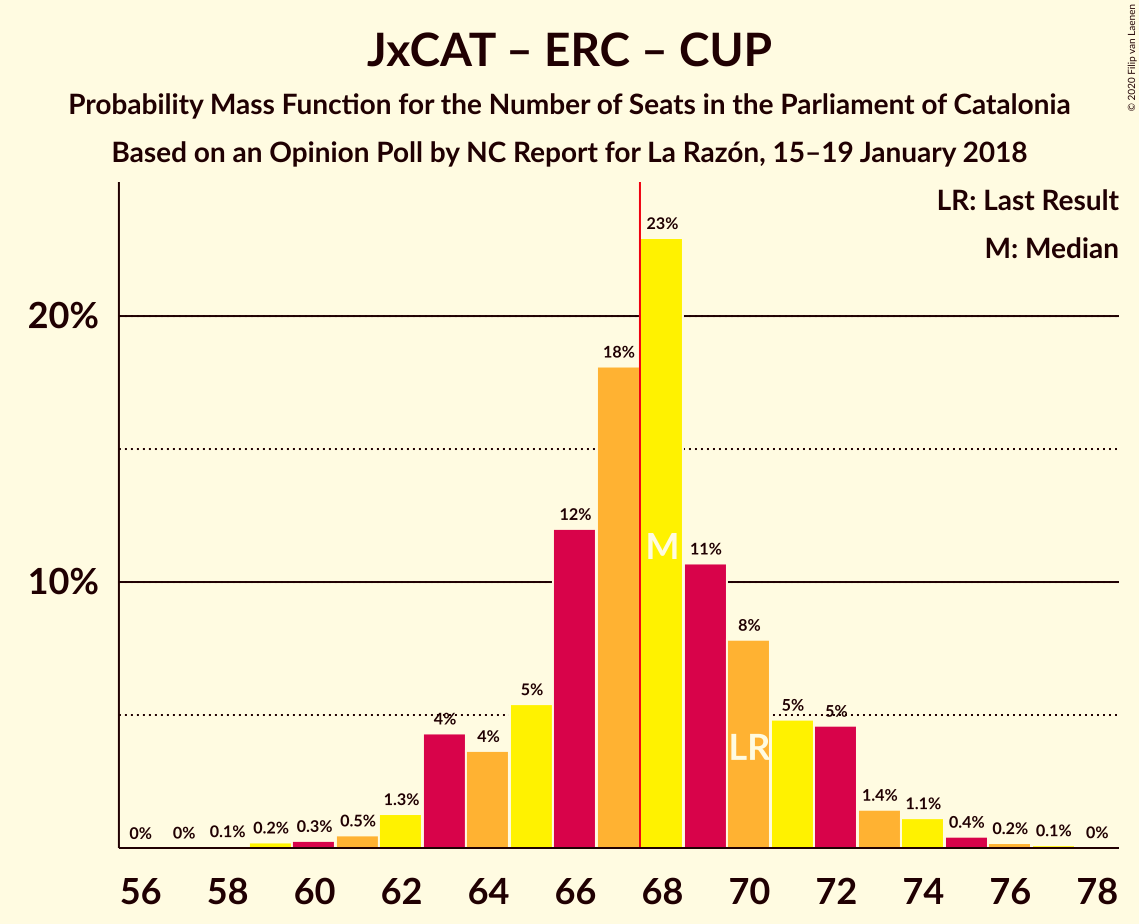 JxCAT – ERC – CUP
Probability Mass Function for the Number of Seats in the Parliament of Catalonia
Based on an Opinion Poll by NC Report for La Razón, 15–19 January 2018
© 2020 Filip van Laenen
LR: Last Result
M: Median
20%
10%
0%
0%
0.1%
0.2%
0.3%
0.5%
1.3%
4%
4%
5%
12%
18%
23%
11%
8%
5%
5%
1.4%
1.1%
0.4%
0.2%
0.1%
0%
M
LR
56 58 60 62 64 66 68 70 72 74 76 78